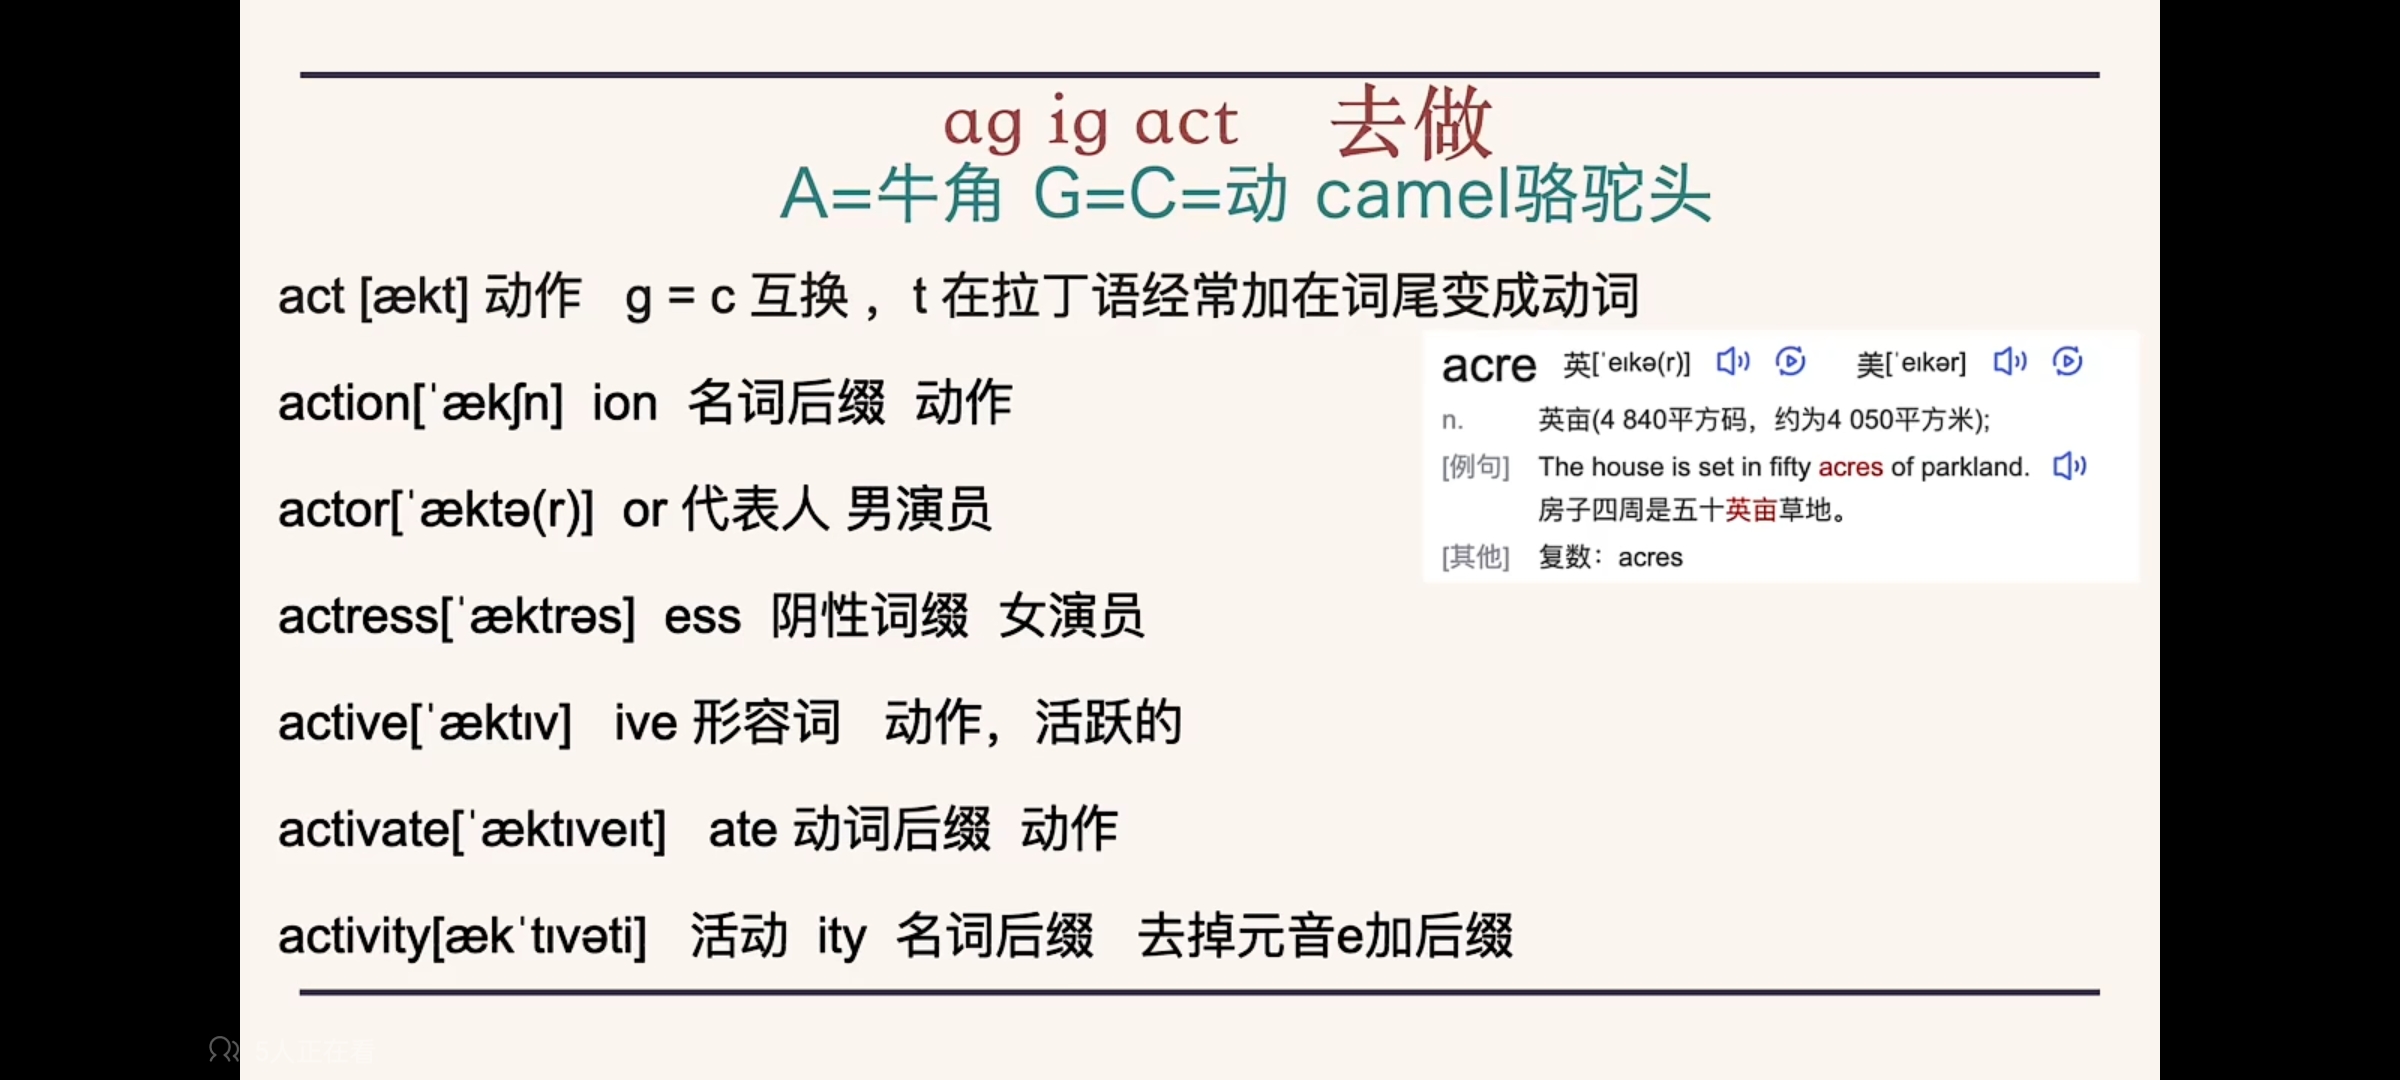 ag ig act 去做
A=牛角 G=C=动 camel骆驼头
act [ækt] 动作 g = c 互换 ，t 在拉丁语经常加在词尾变成动词
action[ˈækʃn] ion 名词后缀 动作
actor[ˈæktə(r)] or 代表人 男演员
actress[ˈæktrəs] ess 阴性词缀 女演员
active[ˈæktɪv] ive 形容词 动作，活跃的
activate[ˈæktɪveɪt] ate 动词后缀 动作
activity[ækˈtɪvəti] 活动 ity 名词后缀 去掉元音e加后缀
acre 英[ˈeɪkə(r)] 美[ˈeɪkər]
n. 英亩(4 840平方码，约为4 050平方米);
[例句] The house is set in fifty acres of parkland.
房子四周是五十英亩草地。
[其他] 复数：acres
5人正在看